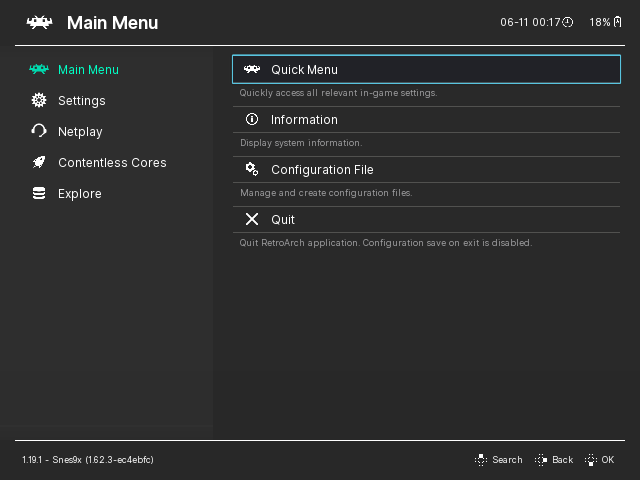 Main Menu
06-11 00:17
18%
Main Menu
Settings
Netplay
Contentless Cores
Explore
Quick Menu
Quickly access all relevant in-game settings.
Information
Display system information.
Configuration File
Manage and create configuration files.
Quit
Quit RetroArch application. Configuration save on exit is disabled.
1.19.1 - Snes9x (1.62.3-ec4ebfc)
Search
Back
OK